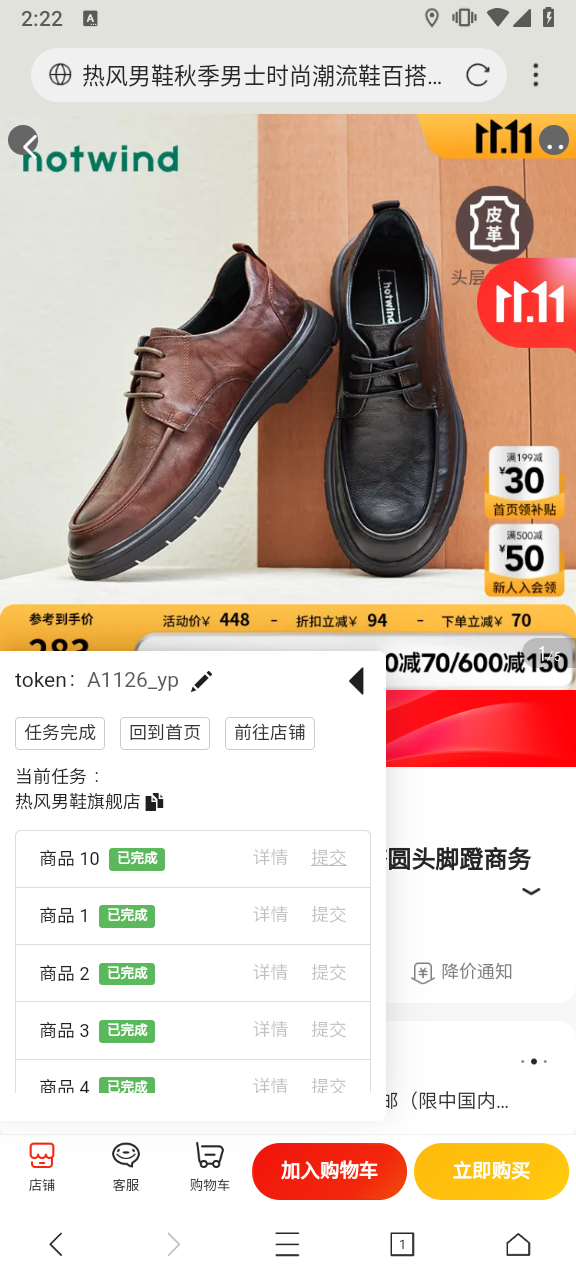 2:22
A
热风男鞋秋季男士时尚潮流鞋百搭...
hotwind
11.11
皮革
头层
11.11
hotwind
满199减
¥30
首页领补贴
满500减
¥50
新人入会领
参考到手价
活动价¥ 448 - 折扣立减¥ 94 - 下单立减¥ 70
283
0减70/600减150
1/5
token: A1126_yp
任务完成 回到首页 前往店铺
当前任务：
热风男鞋旗舰店
商品 10 已完成 详情 提交
圆头脚蹬商务
商品 1 已完成 详情 提交
商品 2 已完成 详情 提交
降价通知
商品 3 已完成 详情 提交
商品 4 已完成 详情 提交
邮（限中国内...
店铺 客服 购物车 加入购物车 立即购买
1